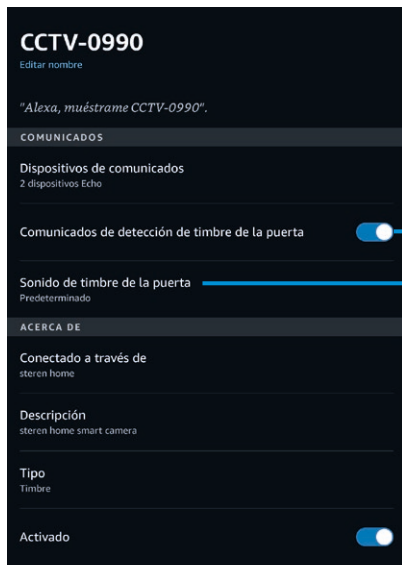 CCTV-0990
Editar nombre
"Alexa, muéstrame CCTV-0990".
COMUNICADOS
Dispositivos de comunicados
2 dispositivos Echo
Comunicados de detección de timbre de la puerta
Sonido de timbre de la puerta
Predeterminado
ACERCA DE
Conectado a través de
steren home
Descripción
steren home smart camera
Tipo
Timbre
Activado